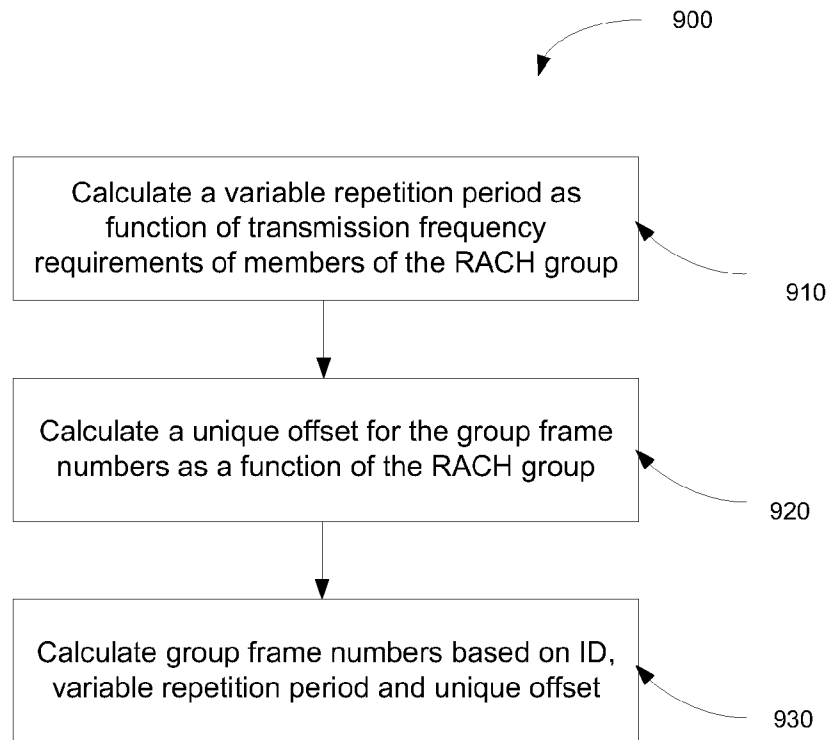 900
Calculate a variable repetition period as
function of transmission frequency
requirements of members of the RACH group
910
Calculate a unique offset for the group frame
numbers as a function of the RACH group
920
Calculate group frame numbers based on ID,
variable repetition period and unique offset
930